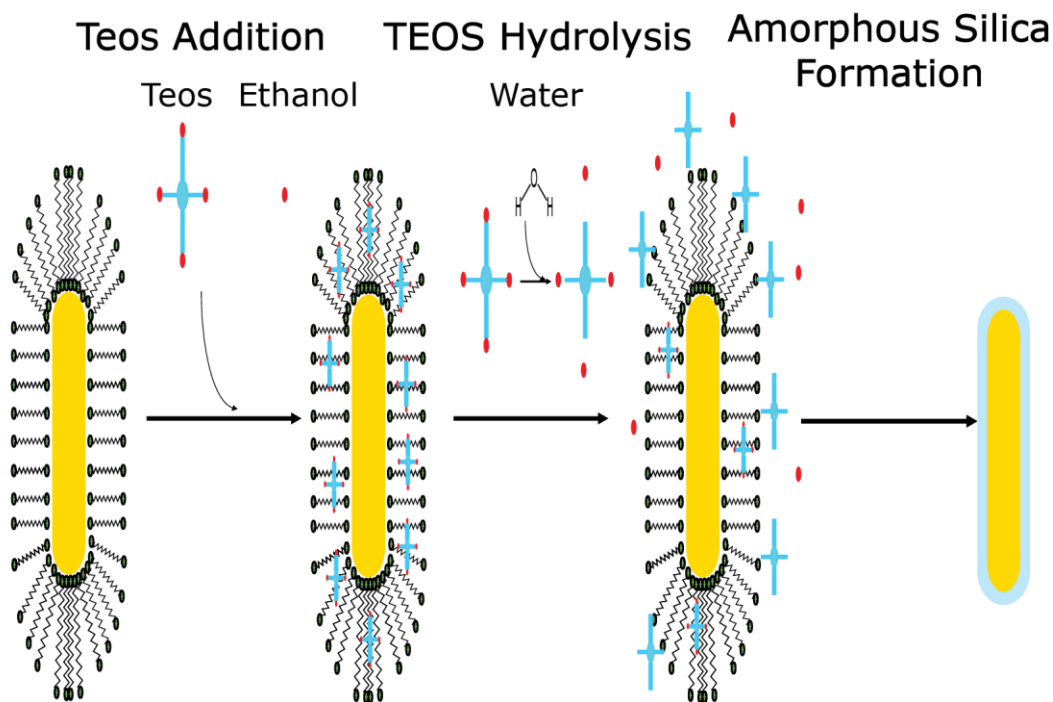 Teos Addition
TEOS Hydrolysis
Amorphous Silica
Formation
Teos
Ethanol
Water
O
H
H